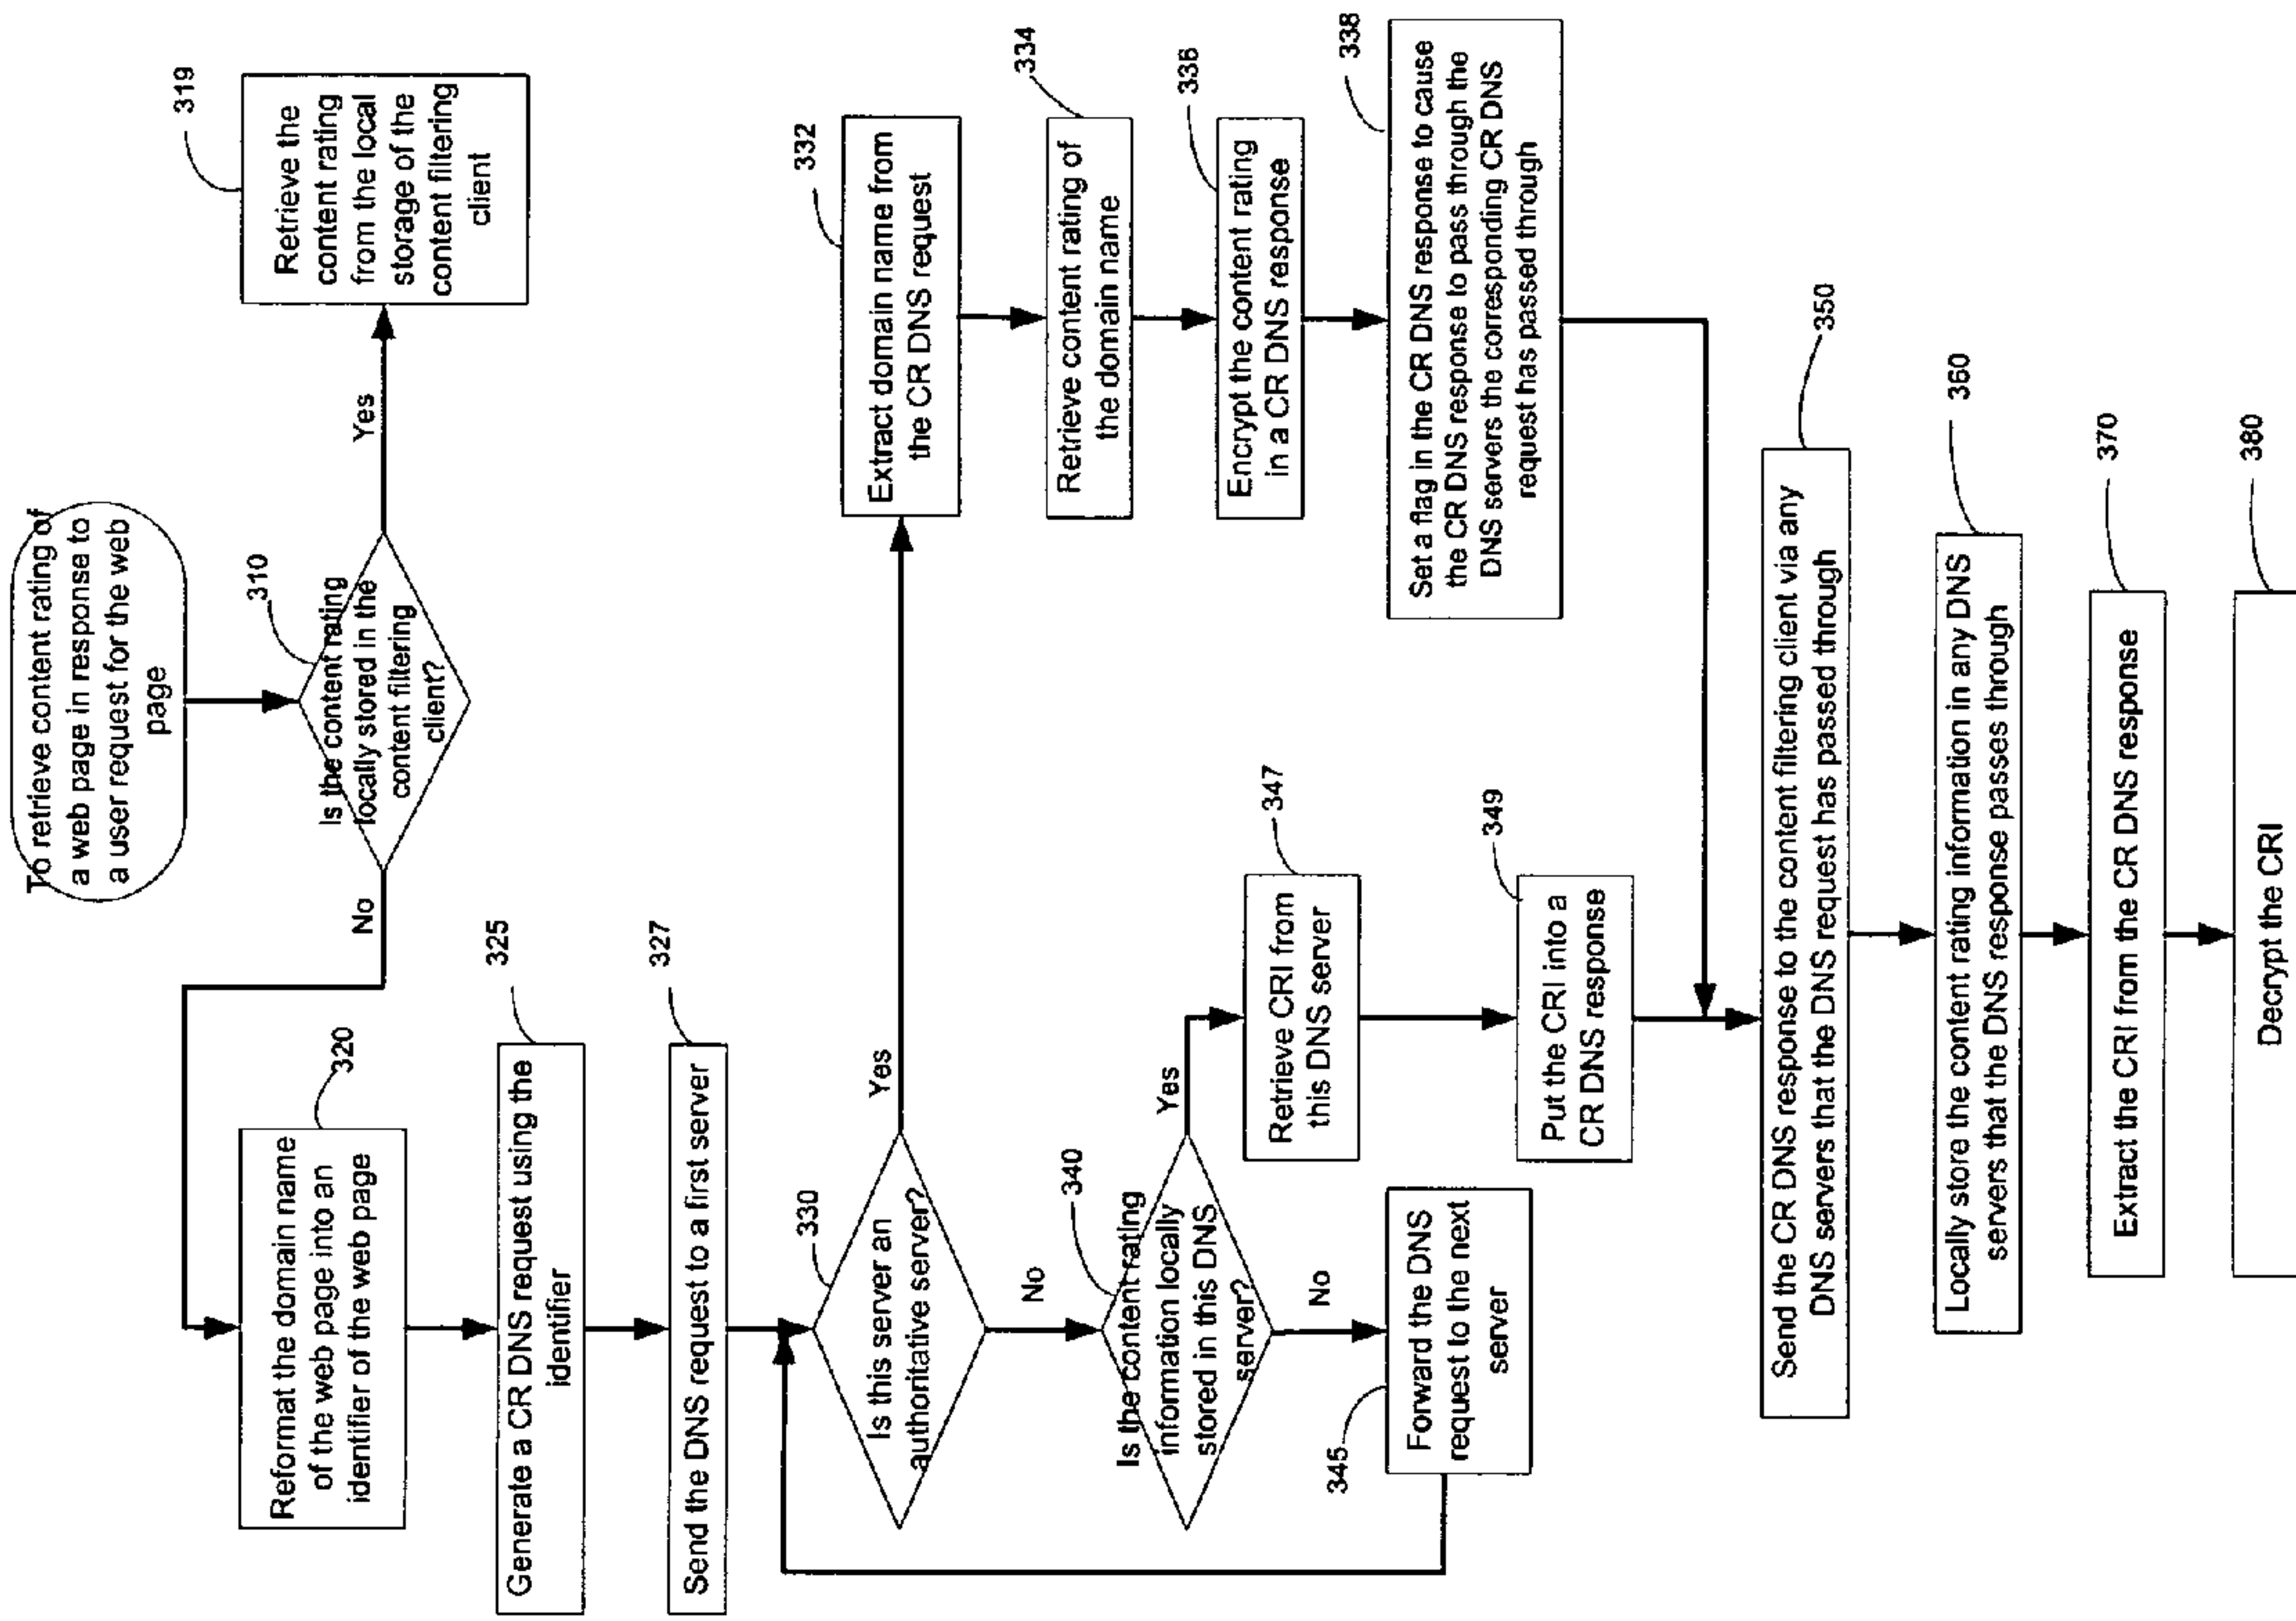 To retrieve content rating of
a web page in response to
a user request for the web
page
310
Is the content rating
locally stored in the
content filtering
client?
Yes
319
Retrieve the
content rating
from the local
storage of the
content filtering
client
No
320
Reformat the domain name
of the web page into an
identifier of the web page
325
Generate a CR DNS request using the
identifier
327
Send the DNS request to a first server
330
Is this server an
authoritative server?
Yes
332
Extract domain name from
the CR DNS request
334
Retrieve content rating of
the domain name
336
Encrypt the content rating
in a CR DNS response
338
Set a flag in the CR DNS response to cause
the CR DNS response to pass through the
DNS servers the corresponding CR DNS
request has passed through
No
340
Is the content rating
information locally
stored in this DNS
server?
Yes
347
Retrieve CRI from
this DNS server
349
Put the CRI into a
CR DNS response
No
345
Forward the DNS
request to the next
server
350
Send the CR DNS response to the content filtering client via any
DNS servers that the DNS request has passed through
360
Locally store the content rating information in any DNS
servers that the DNS response passes through
370
Extract the CRI from the CR DNS response
380
Decrypt the CRI